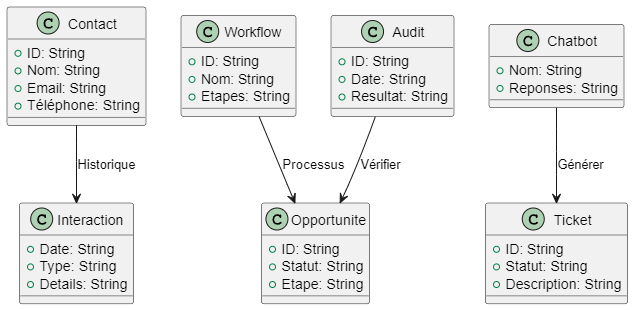 C Contact
ID: String
Nom: String
Email: String
Téléphone: String
C Workflow
ID: String
Nom: String
Etapes: String
C Audit
ID: String
Date: String
Resultat: String
C Chatbot
Nom: String
Reponses: String
Historique
Processus
Vérifier
Générer
C Interaction
Date: String
Type: String
Details: String
C Opportunite
ID: String
Statut: String
Etape: String
C Ticket
ID: String
Statut: String
Description: String